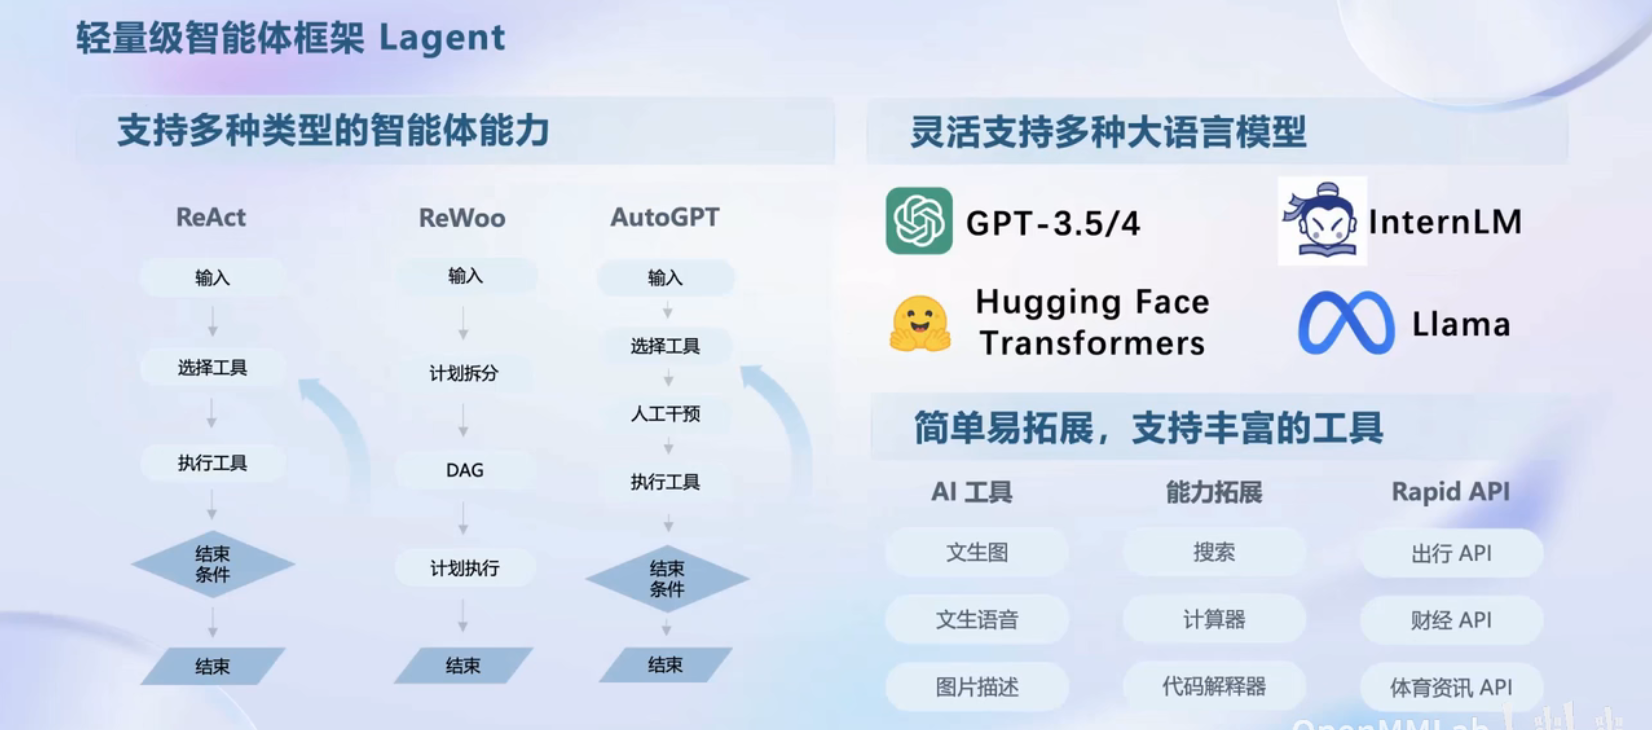 轻量级智能体框架 Lagent
支持多种类型的智能体能力
ReAct
输入
选择工具
执行工具
结束
条件
结束
ReWoo
输入
计划拆分
DAG
计划执行
结束
AutoGPT
输入
选择工具
人工干预
执行工具
结束
条件
结束
灵活支持多种大语言模型
GPT-3.5/4
InternLM
Hugging Face
Transformers
Llama
简单易拓展，支持丰富的工具
AI 工具
文生图
文生语音
图片描述
能力拓展
搜索
计算器
代码解释器
Rapid API
出行 API
财经 API
体育资讯 API
OpenMMLab